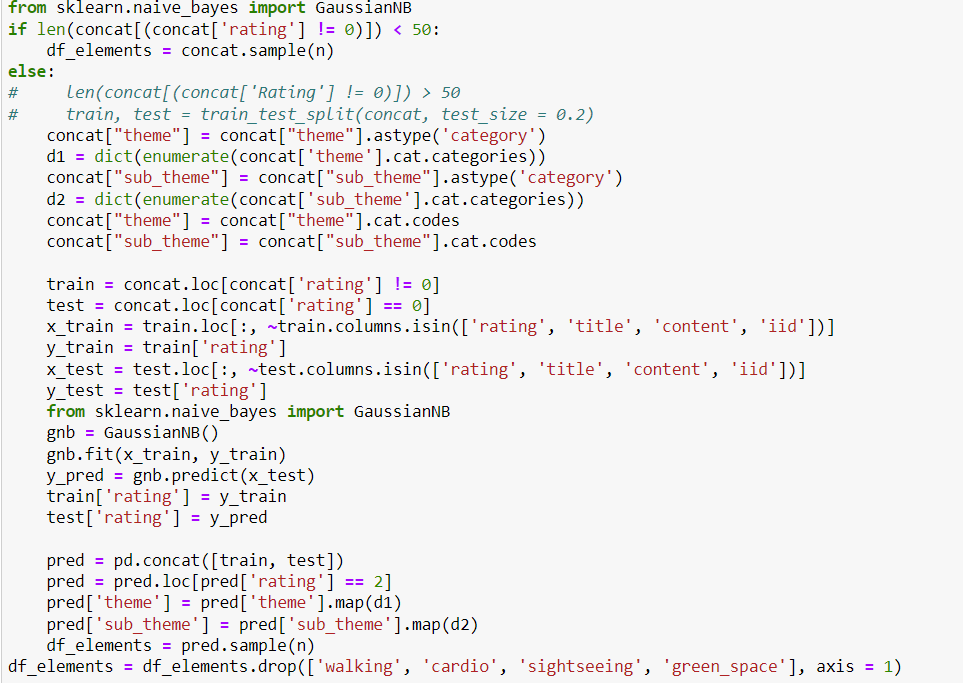 from sklearn.naive_bayes import GaussianNB
if len(concat[(concat['rating'] != 0)]) < 50:
    df_elements = concat.sample(n)
else:
#     len(concat[(concat['Rating'] != 0)]) > 50
#     train, test = train_test_split(concat, test_size = 0.2)
    concat["theme"] = concat["theme"].astype('category')
    d1 = dict(enumerate(concat['theme'].cat.categories))
    concat["sub_theme"] = concat["sub_theme"].astype('category')
    d2 = dict(enumerate(concat['sub_theme'].cat.categories))
    concat["theme"] = concat["theme"].cat.codes
    concat["sub_theme"] = concat["sub_theme"].cat.codes

    train = concat.loc[concat['rating'] != 0]
    test = concat.loc[concat['rating'] == 0]
    x_train = train.loc[:, ~train.columns.isin(['rating', 'title', 'content', 'iid'])]
    y_train = train['rating']
    x_test = test.loc[:, ~test.columns.isin(['rating', 'title', 'content', 'iid'])]
    y_test = test['rating']
    from sklearn.naive_bayes import GaussianNB
    gnb = GaussianNB()
    gnb.fit(x_train, y_train)
    y_pred = gnb.predict(x_test)
    train['rating'] = y_train
    test['rating'] = y_pred

    pred = pd.concat([train, test])
    pred = pred.loc[pred['rating'] == 2]
    pred['theme'] = pred['theme'].map(d1)
    pred['sub_theme'] = pred['sub_theme'].map(d2)
    df_elements = pred.sample(n)
df_elements = df_elements.drop(['walking', 'cardio', 'sightseeing', 'green_space'], axis = 1)